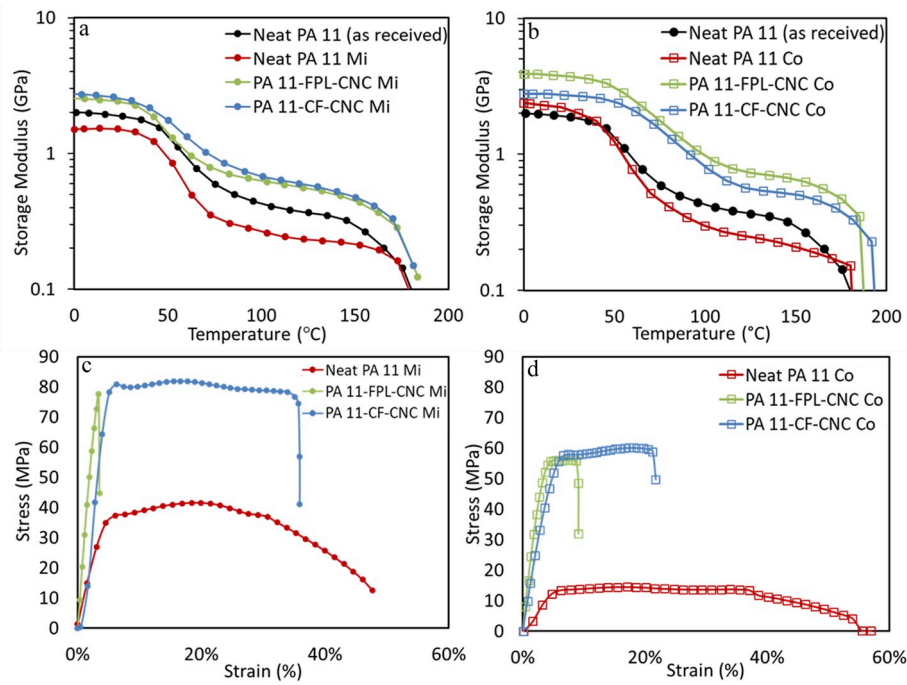 a
Storage Modulus (GPa)
10
1
0.1
Neat PA 11 (as received)
Neat PA 11 Mi
PA 11-FPL-CNC Mi
PA 11-CF-CNC Mi
0 50 100 150 200
Temperature (°C)
b
Storage Modulus (GPa)
10
1
0.1
Neat PA 11 (as received)
Neat PA 11 Co
PA 11-FPL-CNC Co
PA 11-CF-CNC Co
0 50 100 150 200
Temperature (°C)
c
Stress (MPa)
90
80
70
60
50
40
30
20
10
0
Neat PA 11 Mi
PA 11-FPL-CNC Mi
PA 11-CF-CNC Mi
0% 20% 40% 60%
Strain (%)
d
Stress (MPa)
90
80
70
60
50
40
30
20
10
0
Neat PA 11 Co
PA 11-FPL-CNC Co
PA 11-CF-CNC Co
0% 20% 40% 60%
Strain (%)